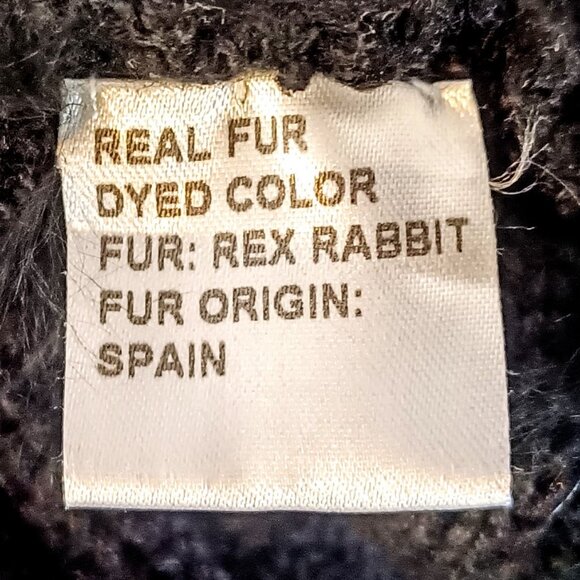 REAL FUR
DYED COLOR
FUR: REX RABBIT
FUR ORIGIN:
SPAIN